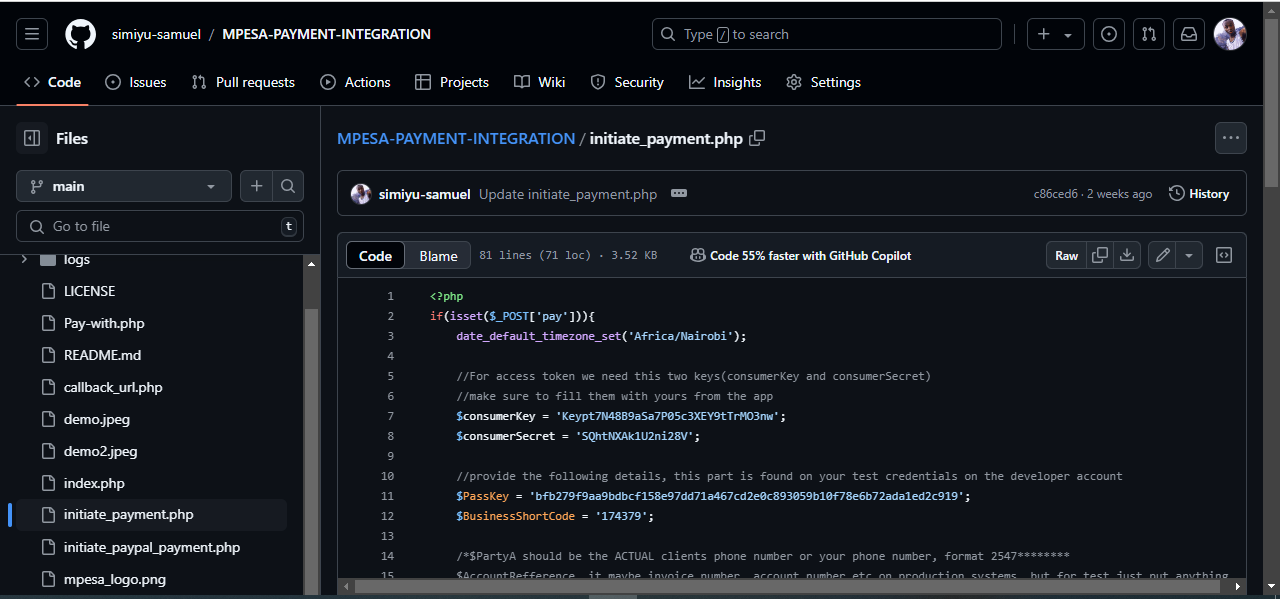 simiyu-samuel / MPESA-PAYMENT-INTEGRATION
Type / to search
Code Issues Pull requests Actions Projects Wiki Security Insights Settings
Files
main
Go to file t
logs
LICENSE
Pay-with.php
README.md
callback_url.php
demo.jpeg
demo2.jpeg
index.php
initiate_payment.php
initiate_paypal_payment.php
mpesa_logo.png
MPESA-PAYMENT-INTEGRATION / initiate_payment.php
simiyu-samuel Update initiate_payment.php c86ced6 · 2 weeks ago History
Code Blame 81 lines (71 loc) · 3.52 KB Code 55% faster with GitHub Copilot Raw
1 <?php
2 if(isset($_POST['pay'])){
3 date_default_timezone_set('Africa/Nairobi');
4
5 //For access token we need this two keys(consumerKey and consumerSecret)
6 //make sure to fill them with yours from the app
7 $consumerKey = 'Keypt7N48B9aSa7P05c3XEY9tTrMO3nw';
8 $consumerSecret = 'SQhtNXAk1U2ni28V';
9
10 //provide the following details, this part is found on your test credentials on the developer account
11 $PassKey = 'bfb279f9aa9bdbcf158e97dd71a467cd2e0c893059b10f78e6b72ada1ed2c919';
12 $BusinessShortCode = '174379';
13
14 /*$PartyA should be the ACTUAL clients phone number or your phone number, format 2547********
15 $AccountRefference, it maybe invoice number, account number etc on production systems, but for test just put anything